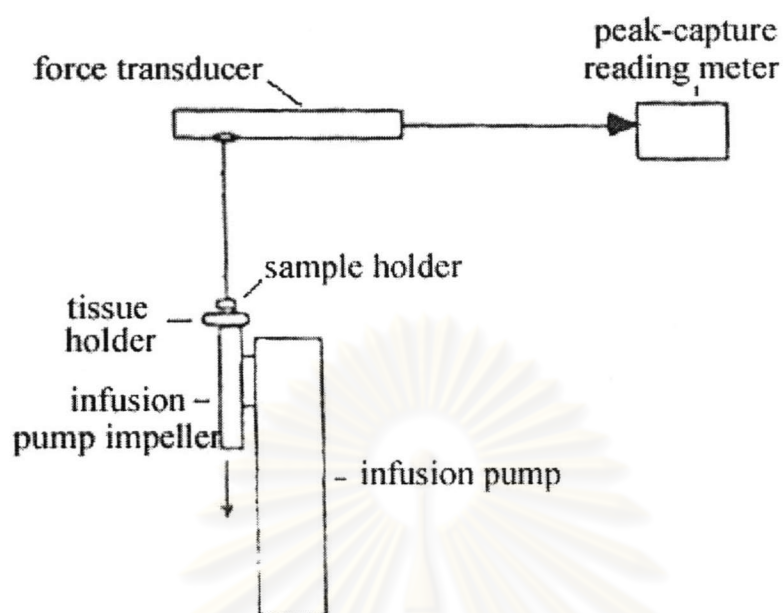 peak-capture
reading meter
force transducer
sample holder
tissue
holder
infusion
pump impeller
infusion pump